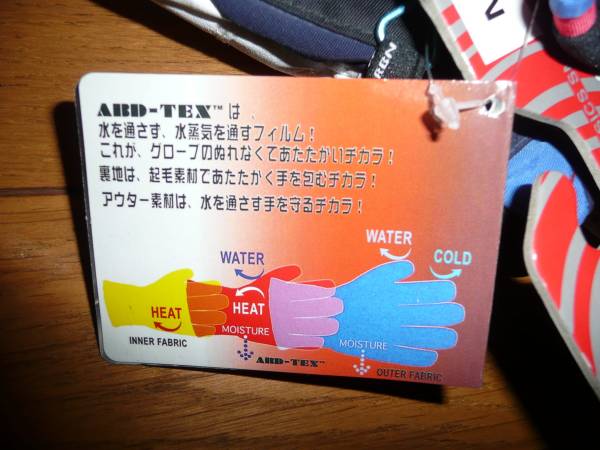 ABD-TEX™は、
水を通さず、水蒸気を通すフィルム!
これが、グローブのぬれなくてあたたかいチカラ!
裏地は、起毛素材であたたかく手を包むチカラ!
アウター素材は、水を通さず手を守るチカラ!
WATER
WATER
COLD
HEAT
HEAT
INNER FABRIC
MOISTURE
MOISTURE
ABD-TEX™
OUTER FABRIC
RBN